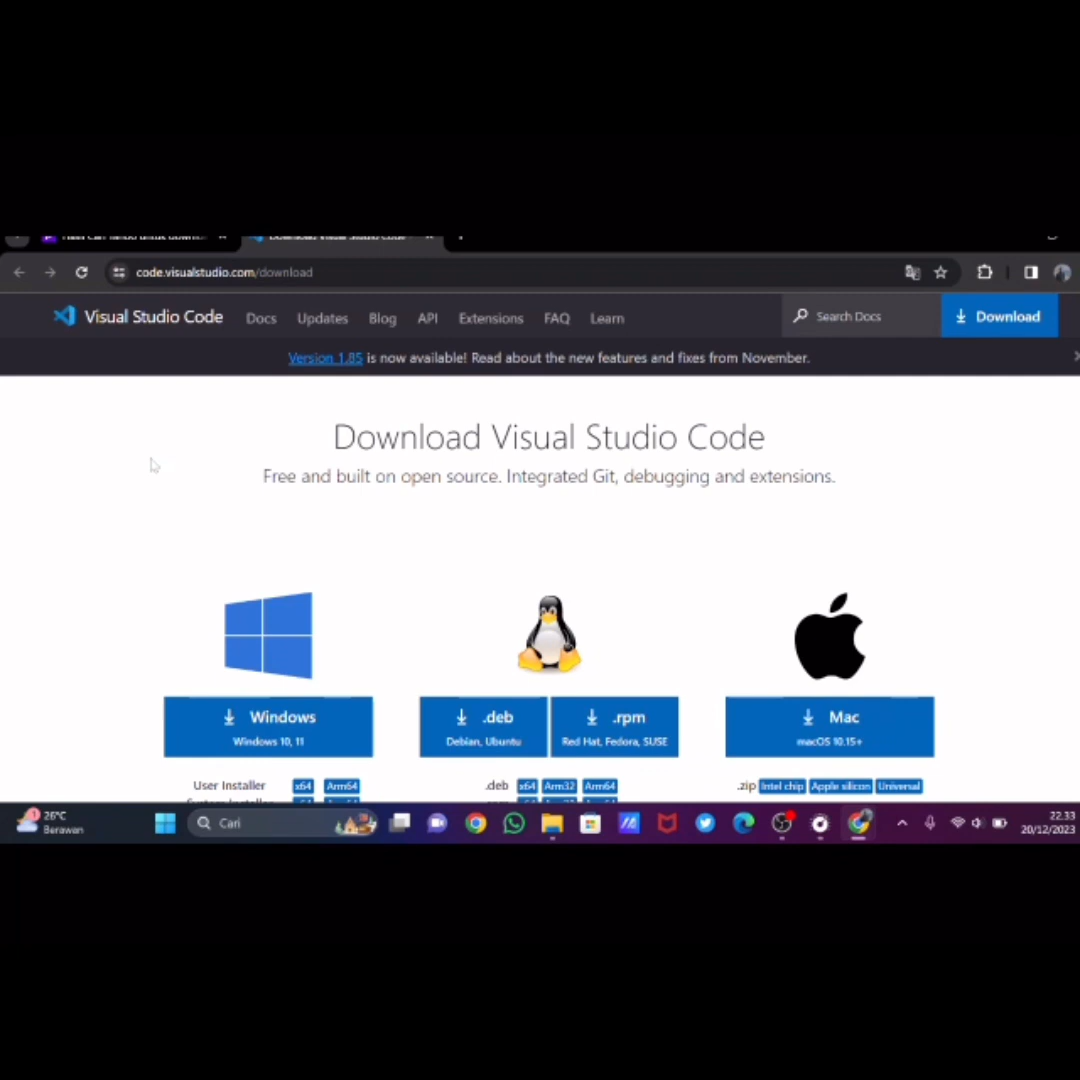 code.visualstudio.com/download
Visual Studio Code Docs Updates Blog API Extensions FAQ Learn Search Docs Download
Version 1.85 is now available! Read about the new features and fixes from November.
Download Visual Studio Code
Free and built on open source. Integrated Git, debugging and extensions.
Windows
Windows 10, 11
.deb
Debian, Ubuntu
.rpm
Red Hat, Fedora, SUSE
Mac
macOS 10.15+
User Installer x64 Arm64
.deb x64 Arm32 Arm64
.zip Intel chip Apple silicon Universal
26°C
Berawan
Cari
22.33
20/12/2023